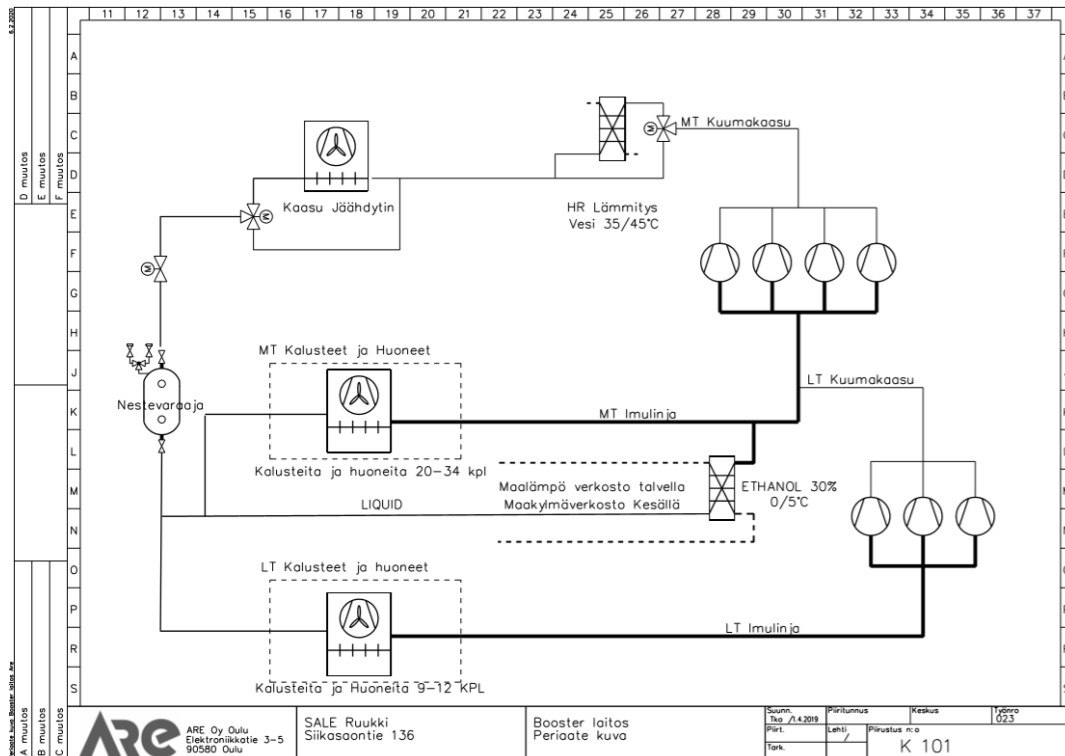 11 12 13 14 15 16 17 18 19 20 21 22 23 24 25 26 27 28 29 30 31 32 33 34 35 36 37
6.2.2020
A
B
C
D
E
F
G
H
J
K
L
M
N
O
P
R
S
D muutos
E muutos
F muutos
A muutos
B muutos
C muutos
M
MT Kuumakaasu
Kaasu Jäähdytin
M
HR Lämmitys
Vesi 35/45°C
M
MT Kalusteet ja Huoneet
LT Kuumakaasu
Nestevaraaja
MT Imulinja
Kalusteita ja huoneita 20-34 kpl
Maalämpö verkosto talvella
Maakylmäverkosto Kesällä
ETHANOL 30%
0/5°C
LIQUID
LT Kalusteet ja huoneet
LT Imulinja
Kalusteita ja Huoneita 9-12 KPL
ARE
ARE Oy Oulu
Elektroniikkatie 3-5
90580 Oulu
SALE Ruukki
Siikasaontie 136
Booster laitos
Periaate kuva
Suunn.
Tko /1.4.2019
Piiritunnus
Keskus
Työnro
023
Piirt.
Lehti
/
Piirustus n:o
K 101
Tark.